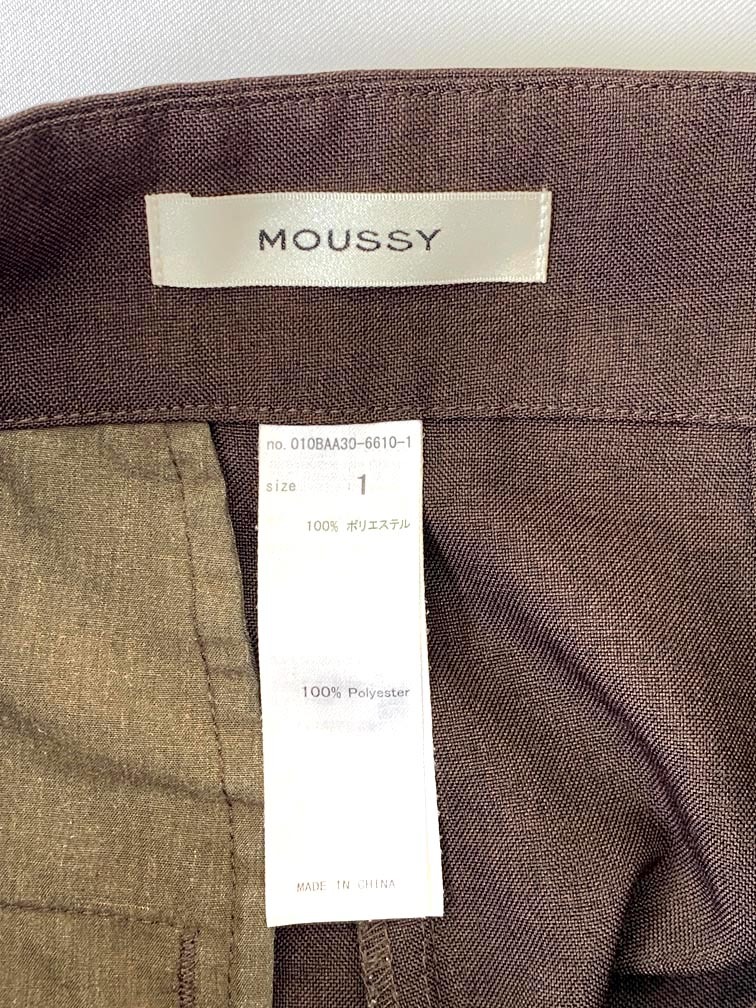 MOUSSY
no. 010BAA30-6610-1
size 1
100% ポリエステル
100% Polyester
MADE IN CHINA